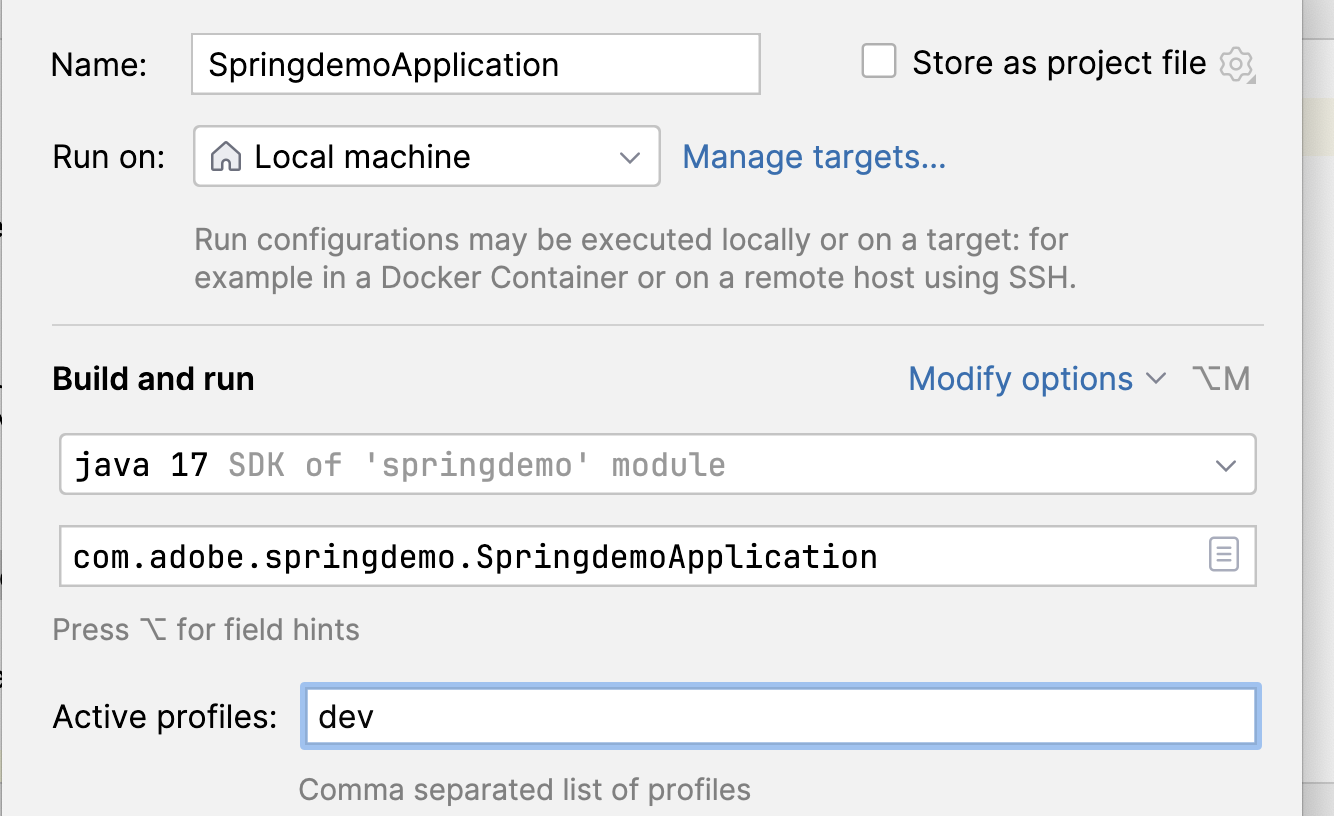 Name: SpringdemoApplication Store as project file
Run on: Local machine Manage targets...
Run configurations may be executed locally or on a target: for
example in a Docker Container or on a remote host using SSH.
Build and run Modify options ⌥M
java 17 SDK of 'springdemo' module
com.adobe.springdemo.SpringdemoApplication
Press ⌥ for field hints
Active profiles: dev
Comma separated list of profiles